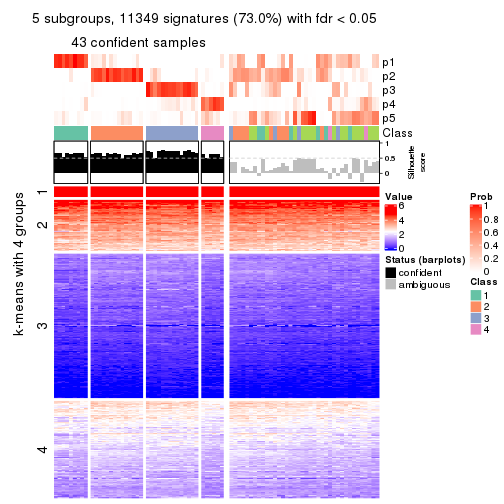 5 subgroups, 11349 signatures (73.0%) with fdr < 0.05
43 confident samples
p1
p2
p3
p4
p5
Class
1
0.5
0
Silhouette
score
k-means with 4 groups
1
2
3
4
Value
6
4
2
0
Status (barplots)
confident
ambiguous
Prob
1
0.8
0.6
0.4
0.2
0
Class
1
2
3
4